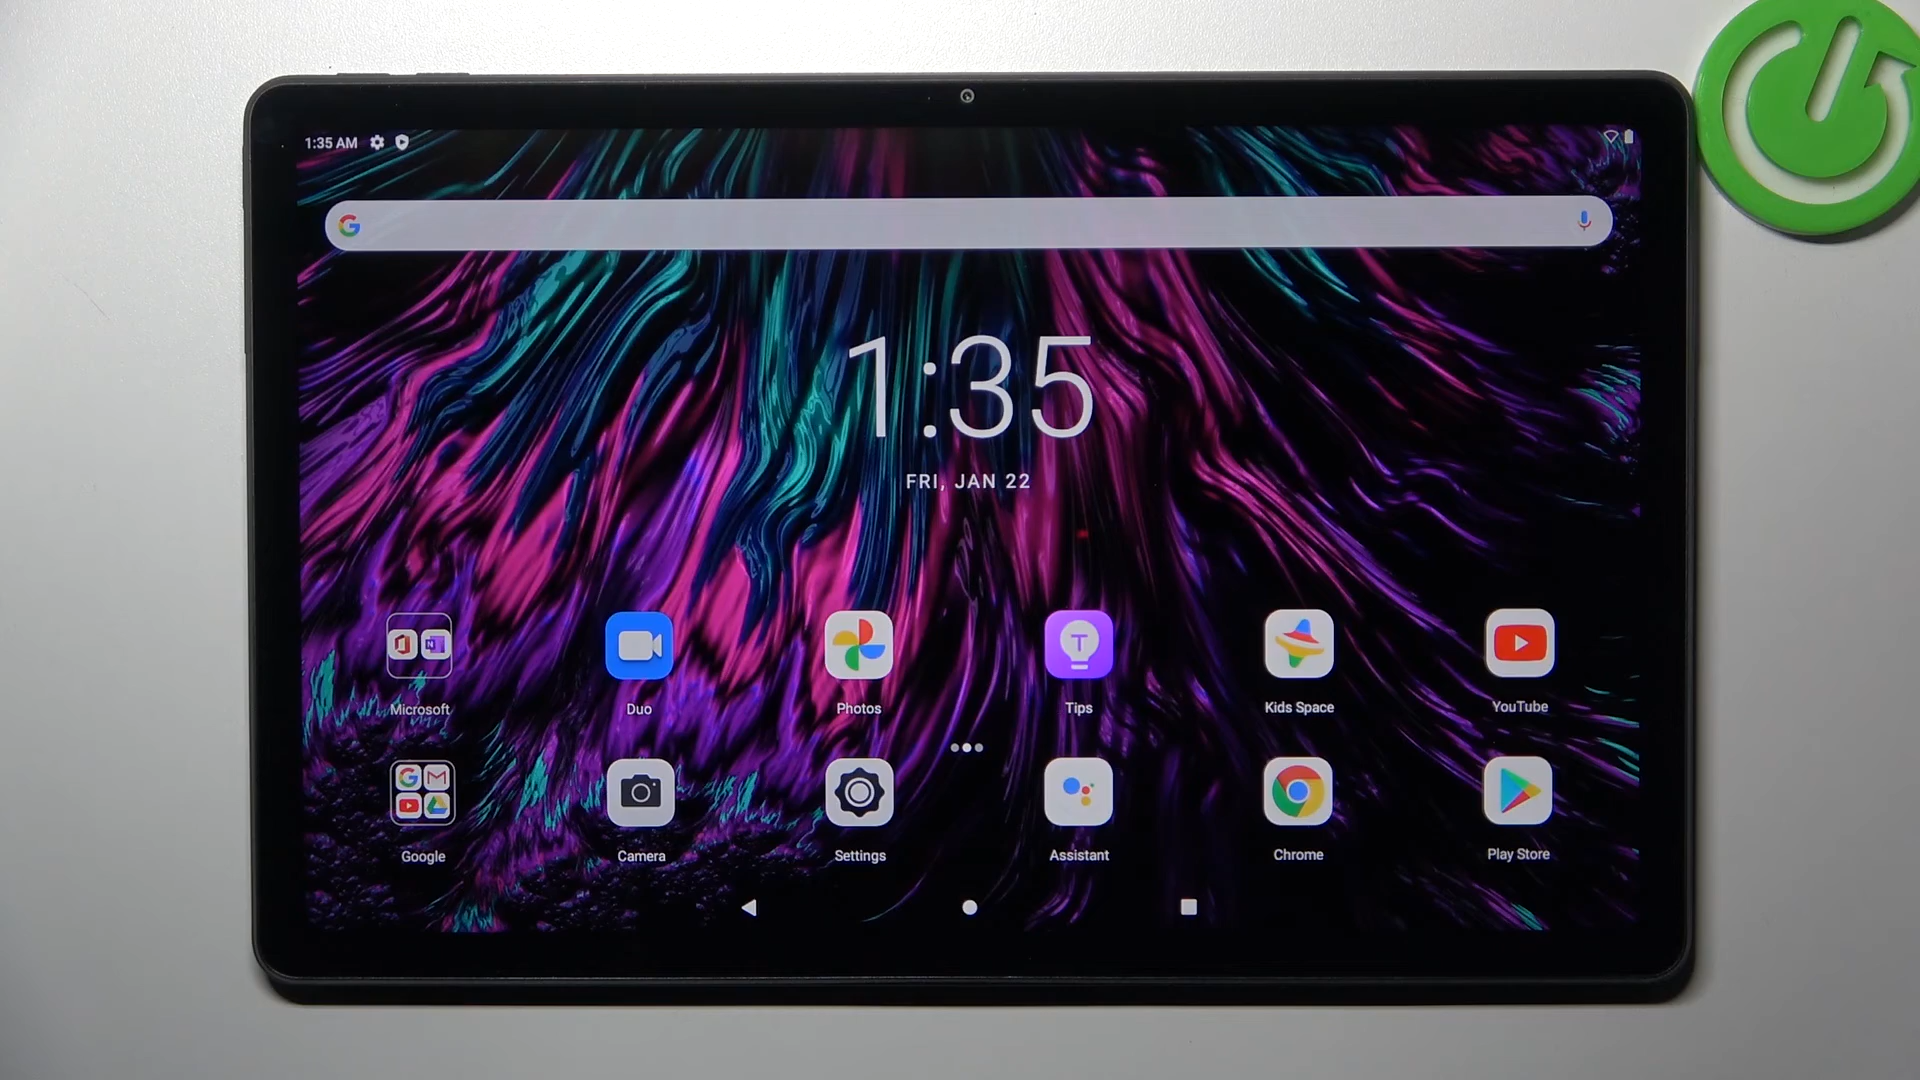 1:35 AM
1:35
FRI, JAN 22
Microsoft
Duo
Photos
Tips
Kids Space
YouTube
Google
Camera
Settings
Assistant
Chrome
Play Store